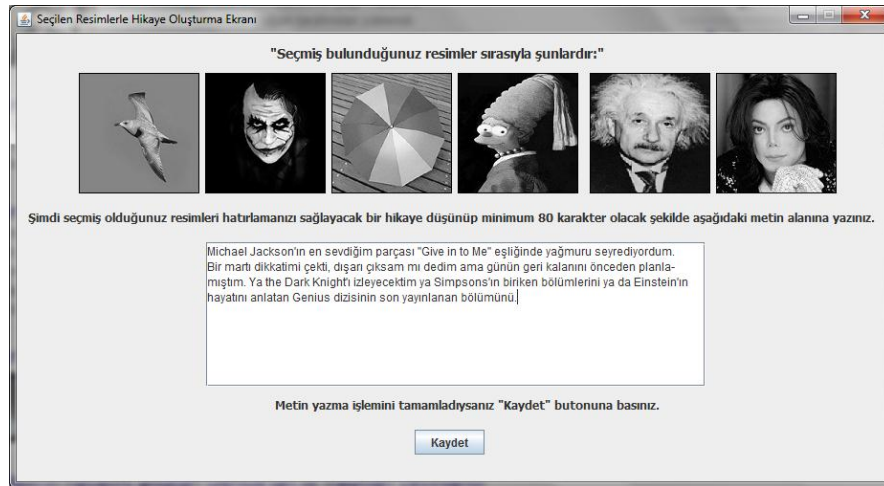 Seçilen Resimlerle Hikaye Oluşturma Ekranı
"Seçmiş bulunduğunuz resimler sırasıyla şunlardır:"
Şimdi seçmiş olduğunuz resimleri hatırlamanızı sağlayacak bir hikaye düşünüp minimum 80 karakter olacak şekilde aşağıdaki metin alanına yazınız.
Michael Jackson'ın en sevdiğim parçası "Give in to Me" eşliğinde yağmuru seyrediyordum.
Bir martı dikkatimi çekti, dışarı çıksam mı dedim ama günün geri kalanını önceden planla-
mıştım. Ya the Dark Knight'ı izleyecektim ya Simpsons'ın biriken bölümlerini ya da Einstein'ın
hayatını anlatan Genius dizisinin son yayınlanan bölümünü.
Metin yazma işlemini tamamladıysanız "Kaydet" butonuna basınız.
Kaydet